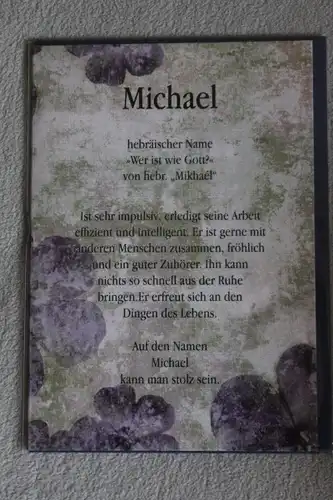 Michael
hebräischer Name
»Wer ist wie Gott?«
von hebr. „Mikhaél“
Ist sehr impulsiv, erledigt seine Arbeit
effizient und intelligent. Er ist gerne mit
anderen Menschen zusammen, fröhlich
und ein guter Zuhörer. Ihn kann
nichts so schnell aus der Ruhe
bringen.Er erfreut sich an den
Dingen des Lebens.
Auf den Namen
Michael
kann man stolz sein.